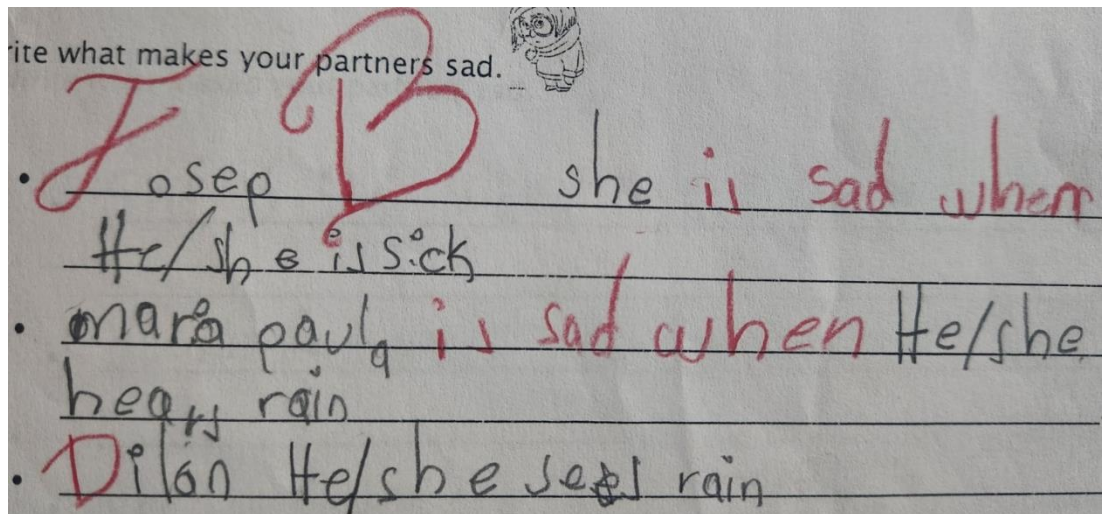 rite what makes your partners sad.
• Josep B she is sad when
He/she is sick
• mara paula is sad when He/she
hears rain
• Dilan He/she sees rain